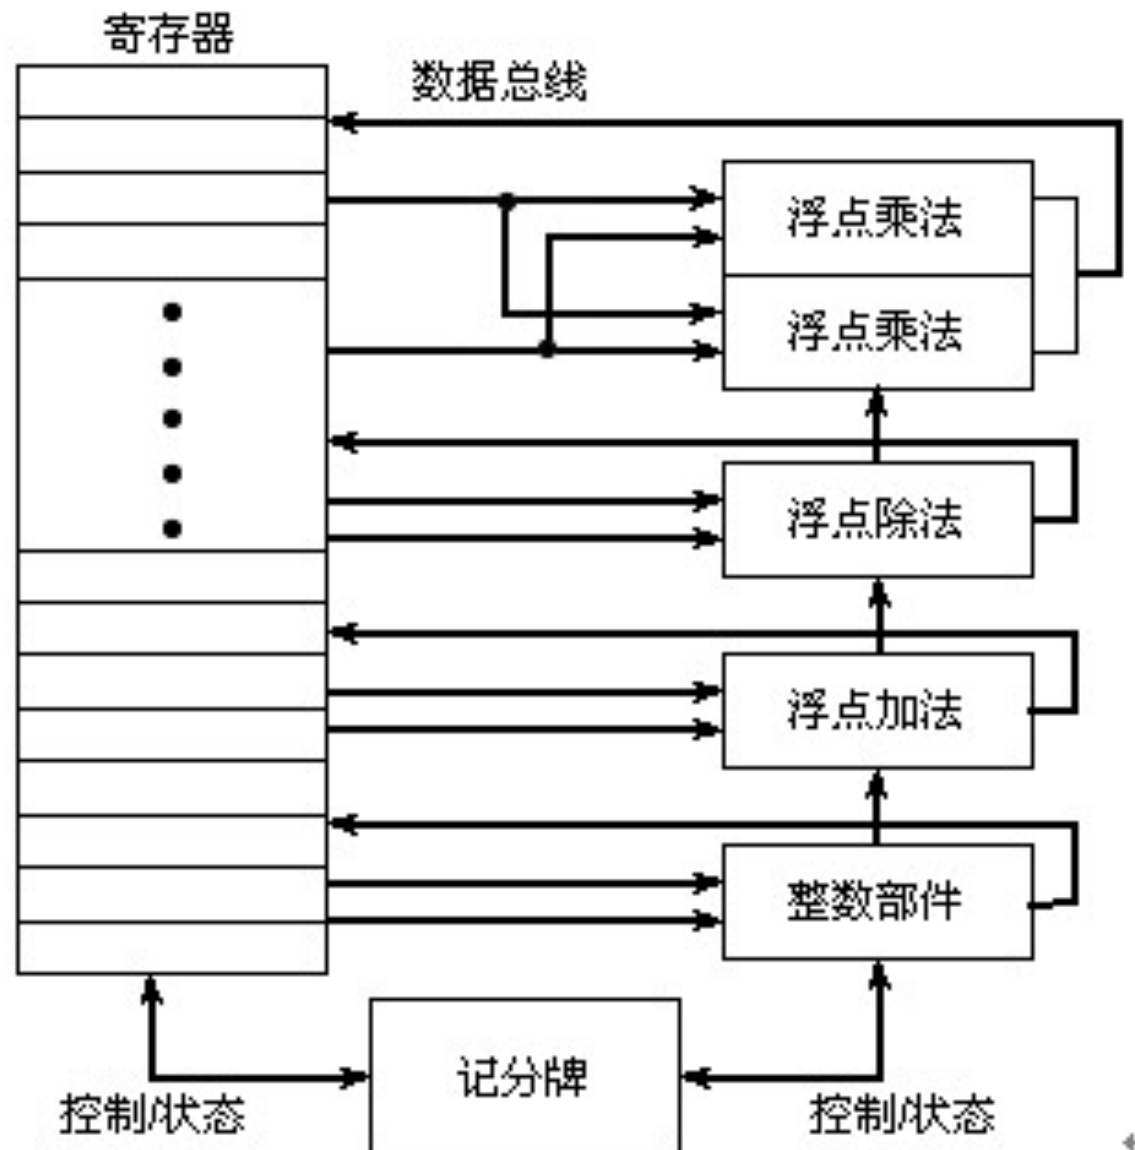 寄存器
数据总线
浮点乘法
浮点乘法
浮点除法
浮点加法
整数部件
记分牌
控制/状态
控制/状态